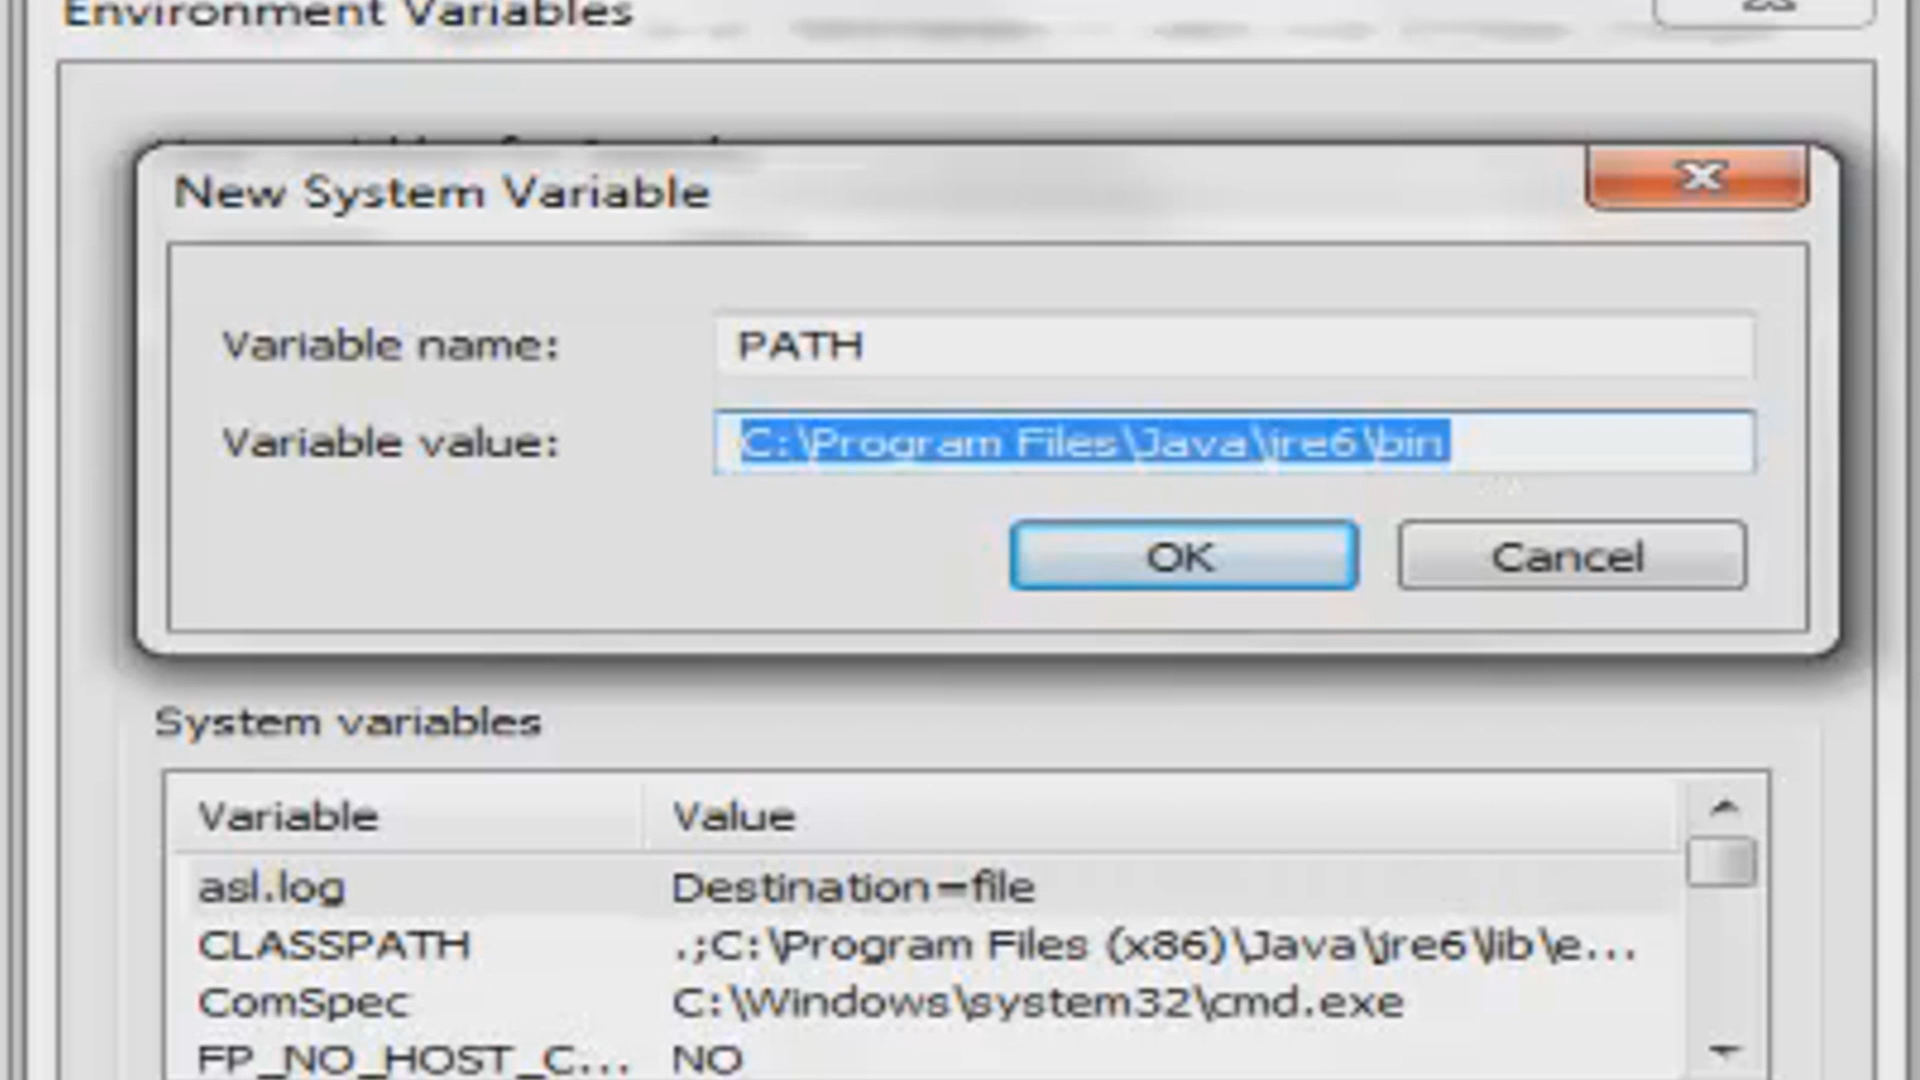 Environment Variables
New System Variable
Variable name: PATH
Variable value: C:\Program Files\Java\jre6\bin
OK Cancel
System variables
Variable Value
asl.log Destination=file
CLASSPATH .;C:\Program Files (x86)\Java\jre6\lib\e...
ComSpec C:\Windows\system32\cmd.exe
FP_NO_HOST_C... NO